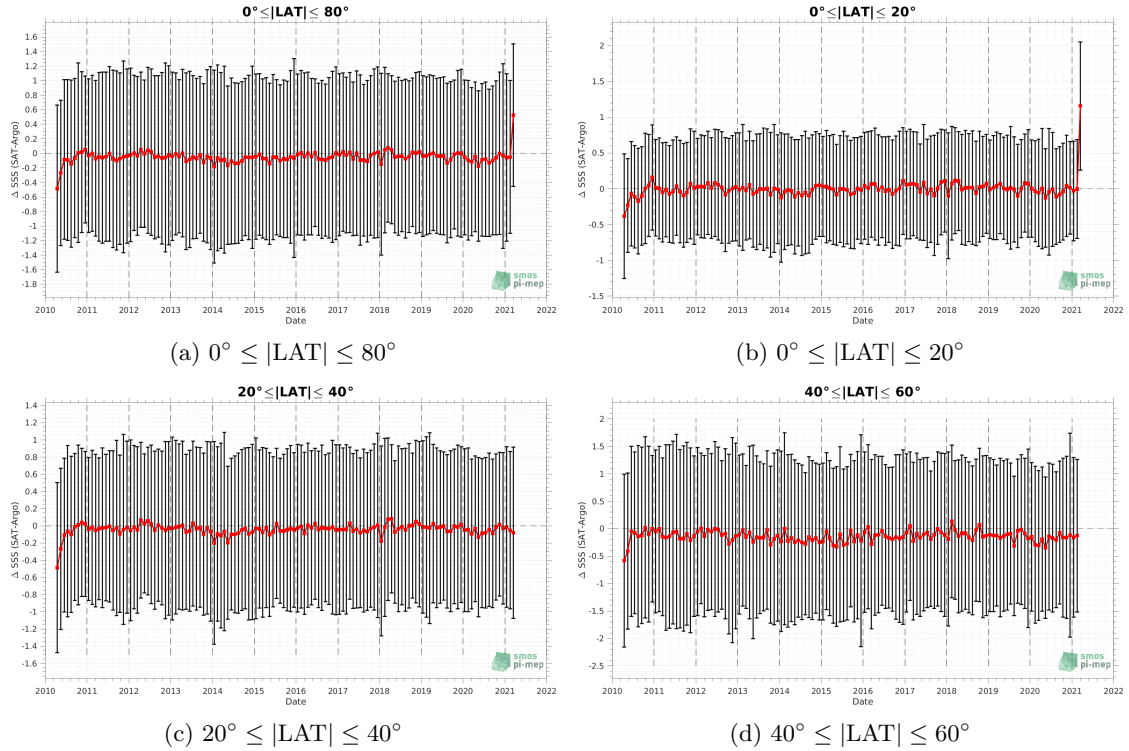 0°≤|LAT|≤ 80°
1.6
1.4
1.2
1
0.8
0.6
0.4
0.2
0
-0.2
-0.4
-0.6
-0.8
-1
-1.2
-1.4
-1.6
-1.8
Δ SSS (SAT-Argo)
2010 2011 2012 2013 2014 2015 2016 2017 2018 2019 2020 2021 2022
Date
smos
pi-mep
(a) 0° ≤ |LAT| ≤ 80°
0°≤|LAT|≤ 20°
2
1.5
1
0.5
0
-0.5
-1
-1.5
Δ SSS (SAT-Argo)
2010 2011 2012 2013 2014 2015 2016 2017 2018 2019 2020 2021 2022
Date
smos
pi-mep
(b) 0° ≤ |LAT| ≤ 20°
20°≤|LAT|≤ 40°
1.4
1.2
1
0.8
0.6
0.4
0.2
0
-0.2
-0.4
-0.6
-0.8
-1
-1.2
-1.4
-1.6
Δ SSS (SAT-Argo)
2010 2011 2012 2013 2014 2015 2016 2017 2018 2019 2020 2021 2022
Date
smos
pi-mep
(c) 20° ≤ |LAT| ≤ 40°
40°≤|LAT|≤ 60°
2
1.5
1
0.5
0
-0.5
-1
-1.5
-2
-2.5
Δ SSS (SAT-Argo)
2010 2011 2012 2013 2014 2015 2016 2017 2018 2019 2020 2021 2022
Date
smos
pi-mep
(d) 40° ≤ |LAT| ≤ 60°